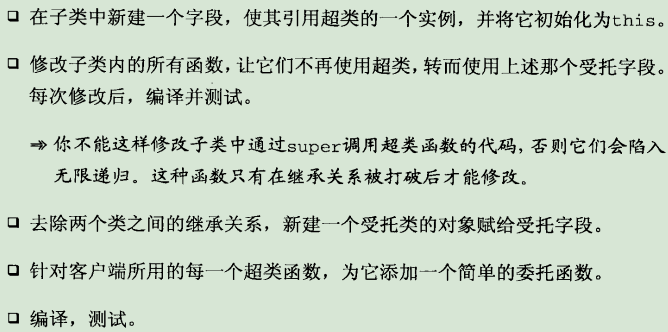 ❑ 在子类中新建一个字段，使其引用超类的一个实例，并将它初始化为this。
❑ 修改子类内的所有函数，让它们不再使用超类，转而使用上述那个受托字段。
每次修改后，编译并测试。
⇒ 你不能这样修改子类中通过super调用超类函数的代码，否则它们会陷入
无限递归。这种函数只有在继承关系被打破后才能修改。
❑ 去除两个类之间的继承关系，新建一个受托类的对象赋给受托字段。
❑ 针对客户端所用的每一个超类函数，为它添加一个简单的委托函数。
❑ 编译，测试。